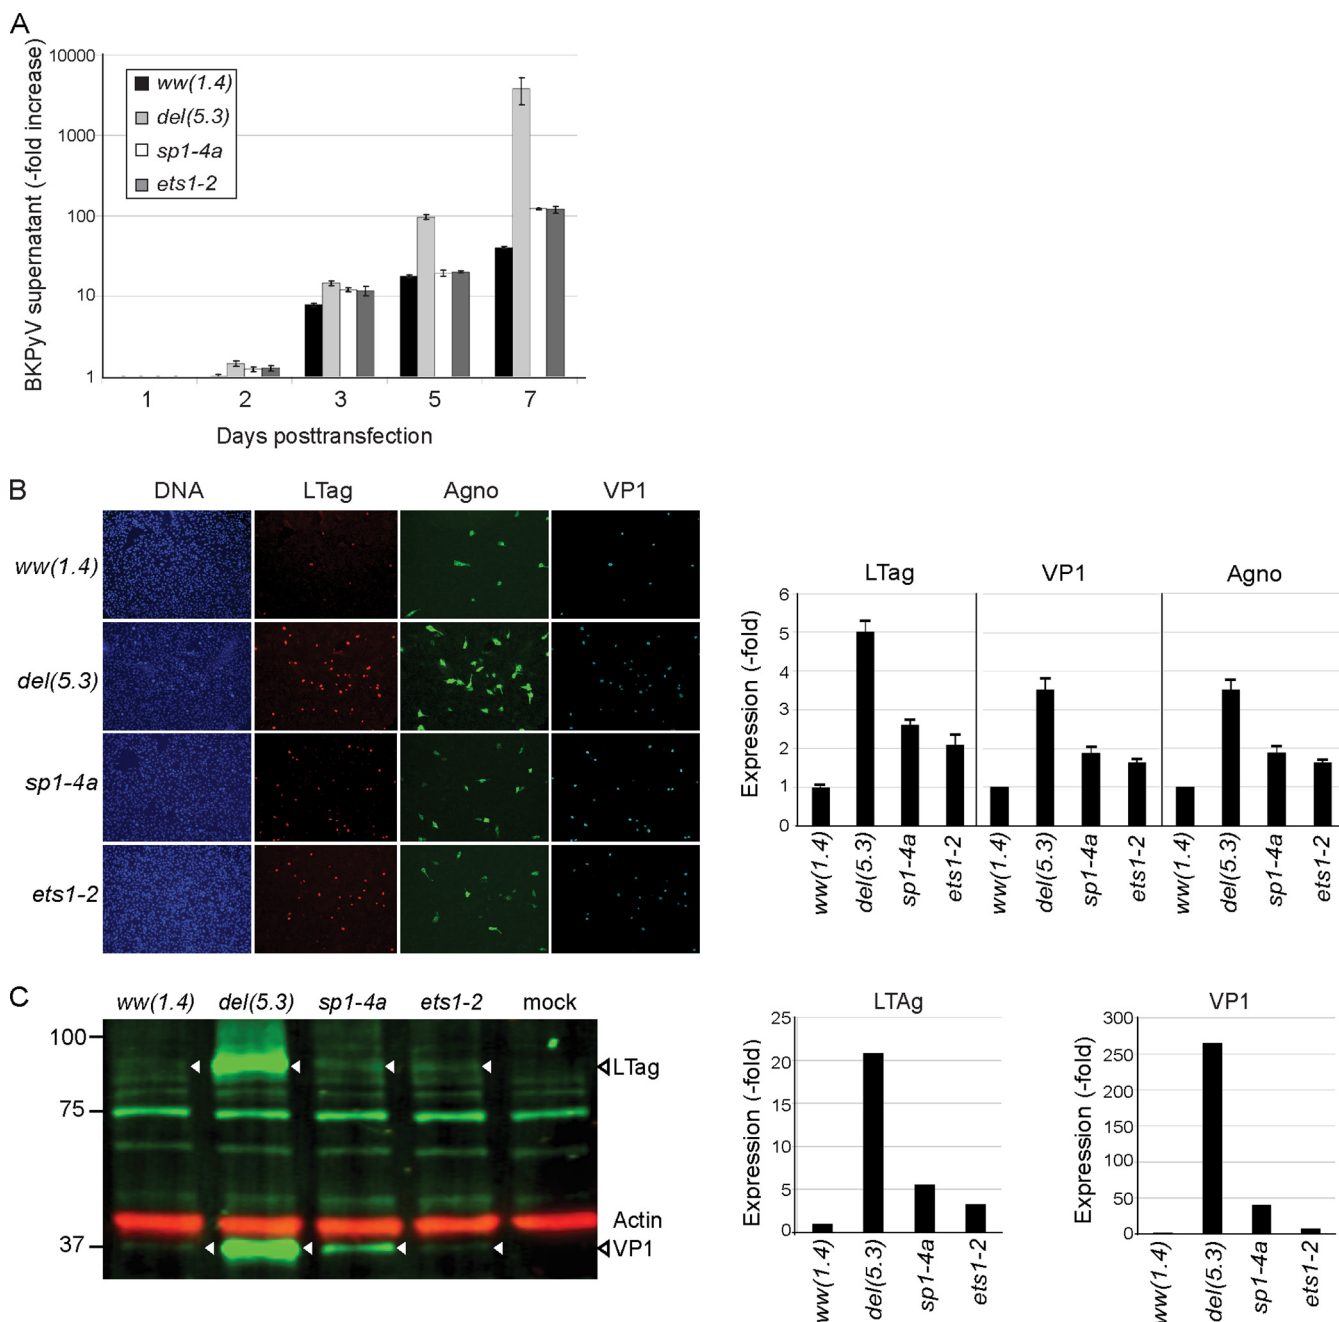 A
BKPyV supernatant (-fold increase)
10000
1000
100
10
1
ww(1.4)
del(5.3)
sp1-4a
ets1-2
1 2 3 5 7
Days posttransfection
B
DNA LTag Agno VP1
ww(1.4)
del(5.3)
sp1-4a
ets1-2
LTag VP1 Agno
Expression (-fold)
6
5
4
3
2
1
0
ww(1.4) del(5.3) sp1-4a ets1-2 ww(1.4) del(5.3) sp1-4a ets1-2 ww(1.4) del(5.3) sp1-4a ets1-2
C
ww(1.4) del(5.3) sp1-4a ets1-2 mock
100
75
37
LTag
Actin
VP1
LTAg
Expression (-fold)
25
20
15
10
5
0
ww(1.4) del(5.3) sp1-4a ets1-2
VP1
Expression (-fold)
300
250
200
150
100
50
0
ww(1.4) del(5.3) sp1-4a ets1-2